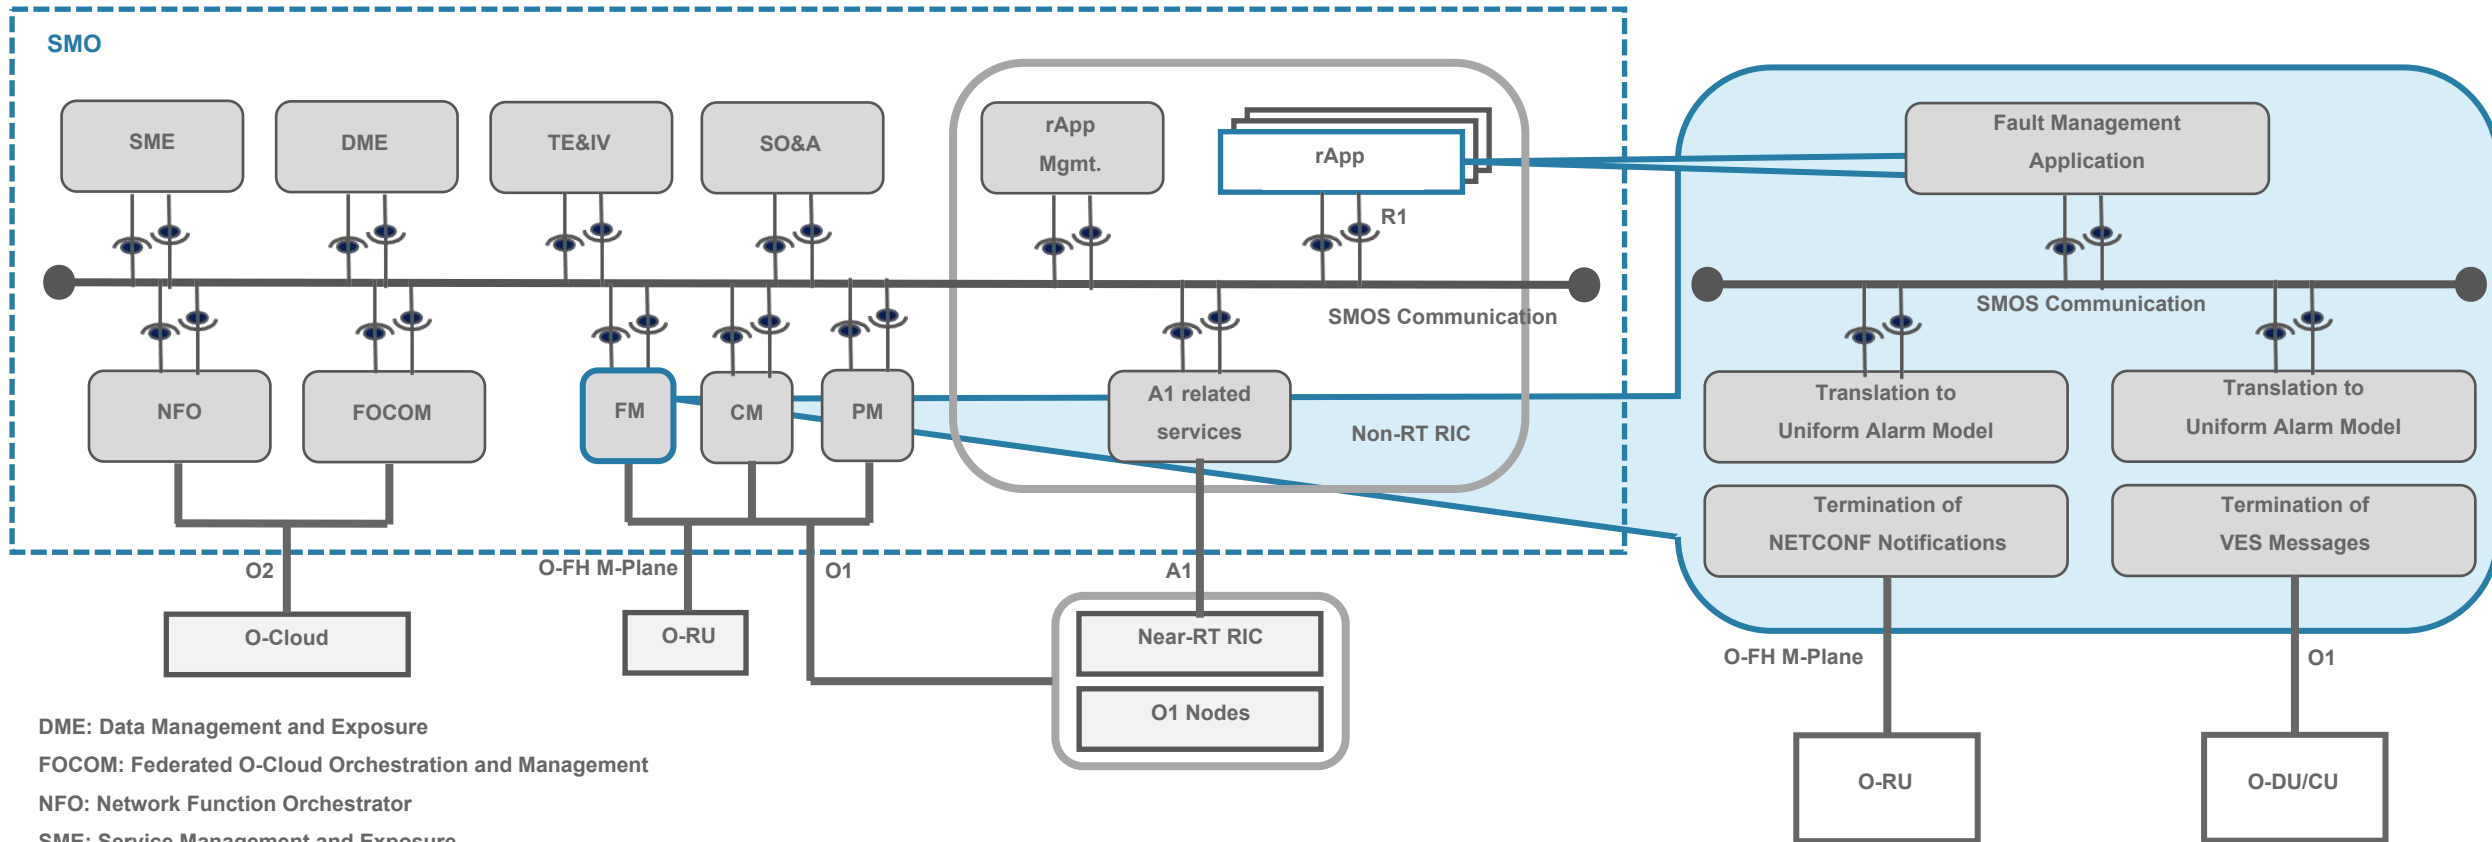 SMO
SME
DME
TE&IV
SO&A
rApp
Mgmt.
rApp
R1
SMOS Communication
NFO
FOCOM
FM
CM
PM
A1 related
services
Non-RT RIC
O2
O-FH M-Plane
O1
A1
O-Cloud
O-RU
Near-RT RIC
O1 Nodes
Fault Management
Application
SMOS Communication
Translation to
Uniform Alarm Model
Translation to
Uniform Alarm Model
Termination of
NETCONF Notifications
Termination of
VES Messages
O-FH M-Plane
O1
O-RU
O-DU/CU
DME: Data Management and Exposure
FOCOM: Federated O-Cloud Orchestration and Management
NFO: Network Function Orchestrator
SME: Service Management and Exposure